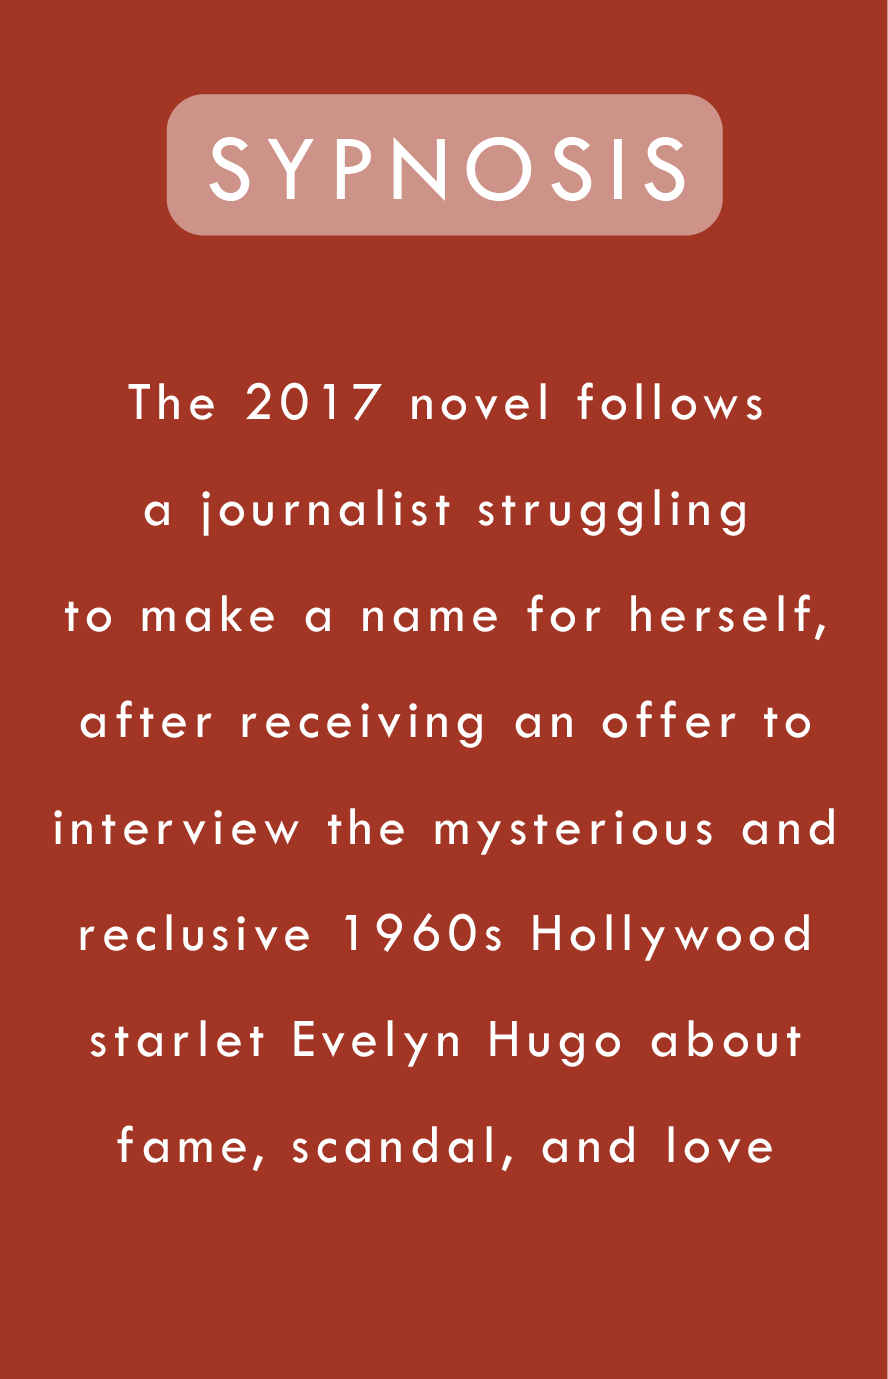 SYPNOSIS
The 2017 novel follows
a journalist struggling
to make a name for herself,
after receiving an offer to
interview the mysterious and
reclusive 1960s Hollywood
starlet Evelyn Hugo about
fame, scandal, and love